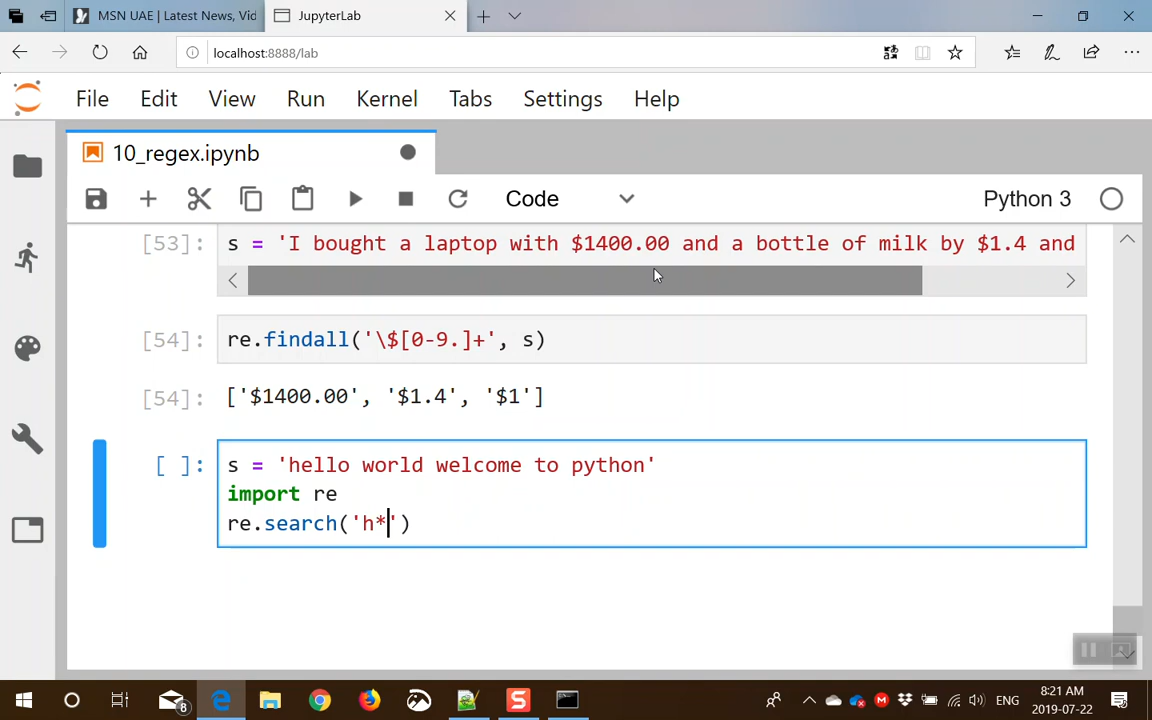 MSN UAE | Latest News, Vid
JupyterLab
localhost:8888/lab
File Edit View Run Kernel Tabs Settings Help
10_regex.ipynb
Code
Python 3
[53]: s = 'I bought a laptop with $1400.00 and a bottle of milk by $1.4 and
[54]: re.findall('\$[0-9.]+', s)
[54]: ['$1400.00', '$1.4', '$1']
[ ]: s = 'hello world welcome to python'
import re
re.search('h*')
8
S
M
ENG
8:21 AM
2019-07-22